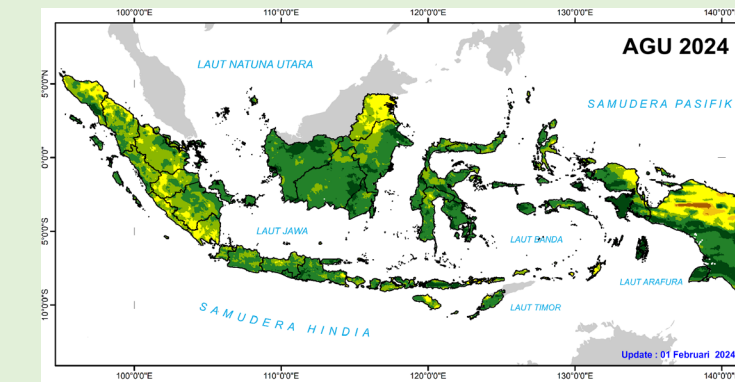 100°0'0"E 110°0'0"E 120°0'0"E 130°0'0"E 140°0'
AGU 2024
LAUT NATUNA UTARA
5°0'0"N
SAMUDERA PASIFIK
0°0'0"
LAUT JAWA
LAUT BANDA
5°0'0"S
LAUT ARAFURA
SAMUDERA HINDIA
LAUT TIMOR
10°0'0"S
Update : 01 Februari 2024
100°0'0"E 110°0'0"E 120°0'0"E 130°0'0"E 140°0'